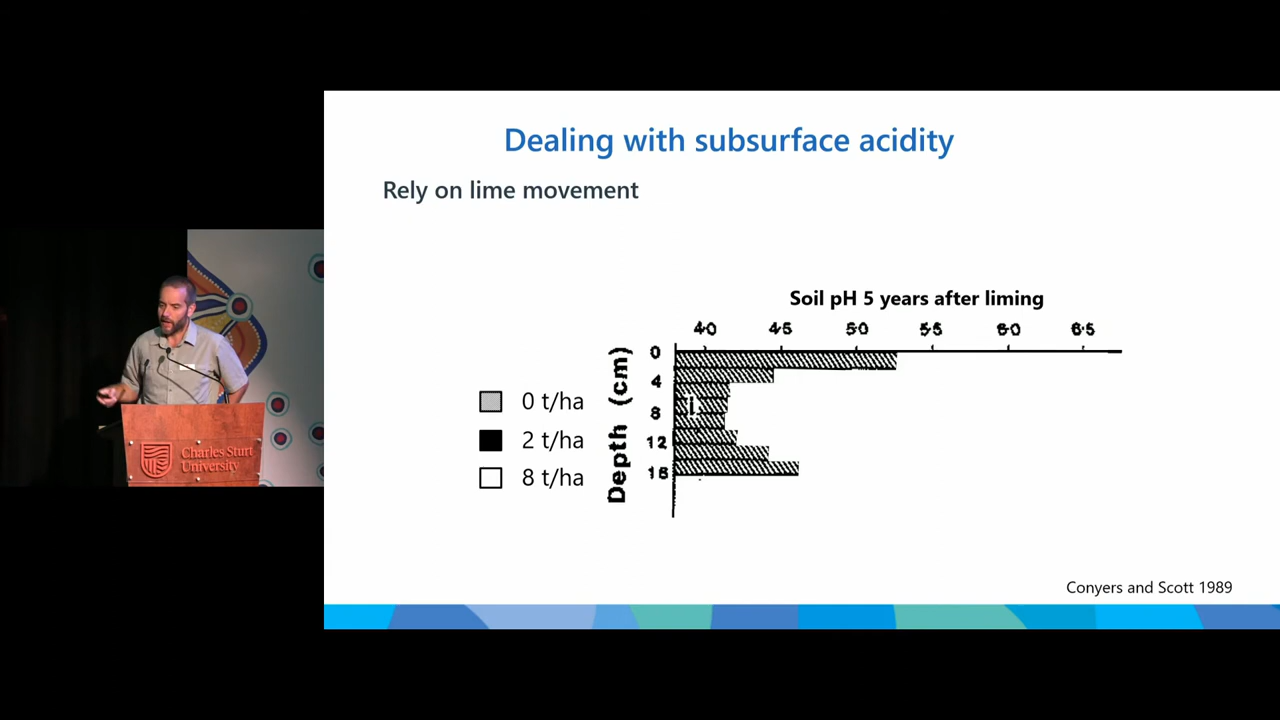 Dealing with subsurface acidity
Rely on lime movement
Soil pH 5 years after liming
4·0 4·5 5·0 5·5 6·0 6·5
Depth (cm)
0
4
8
12
16
0 t/ha
2 t/ha
8 t/ha
Charles Sturt
University
Conyers and Scott 1989